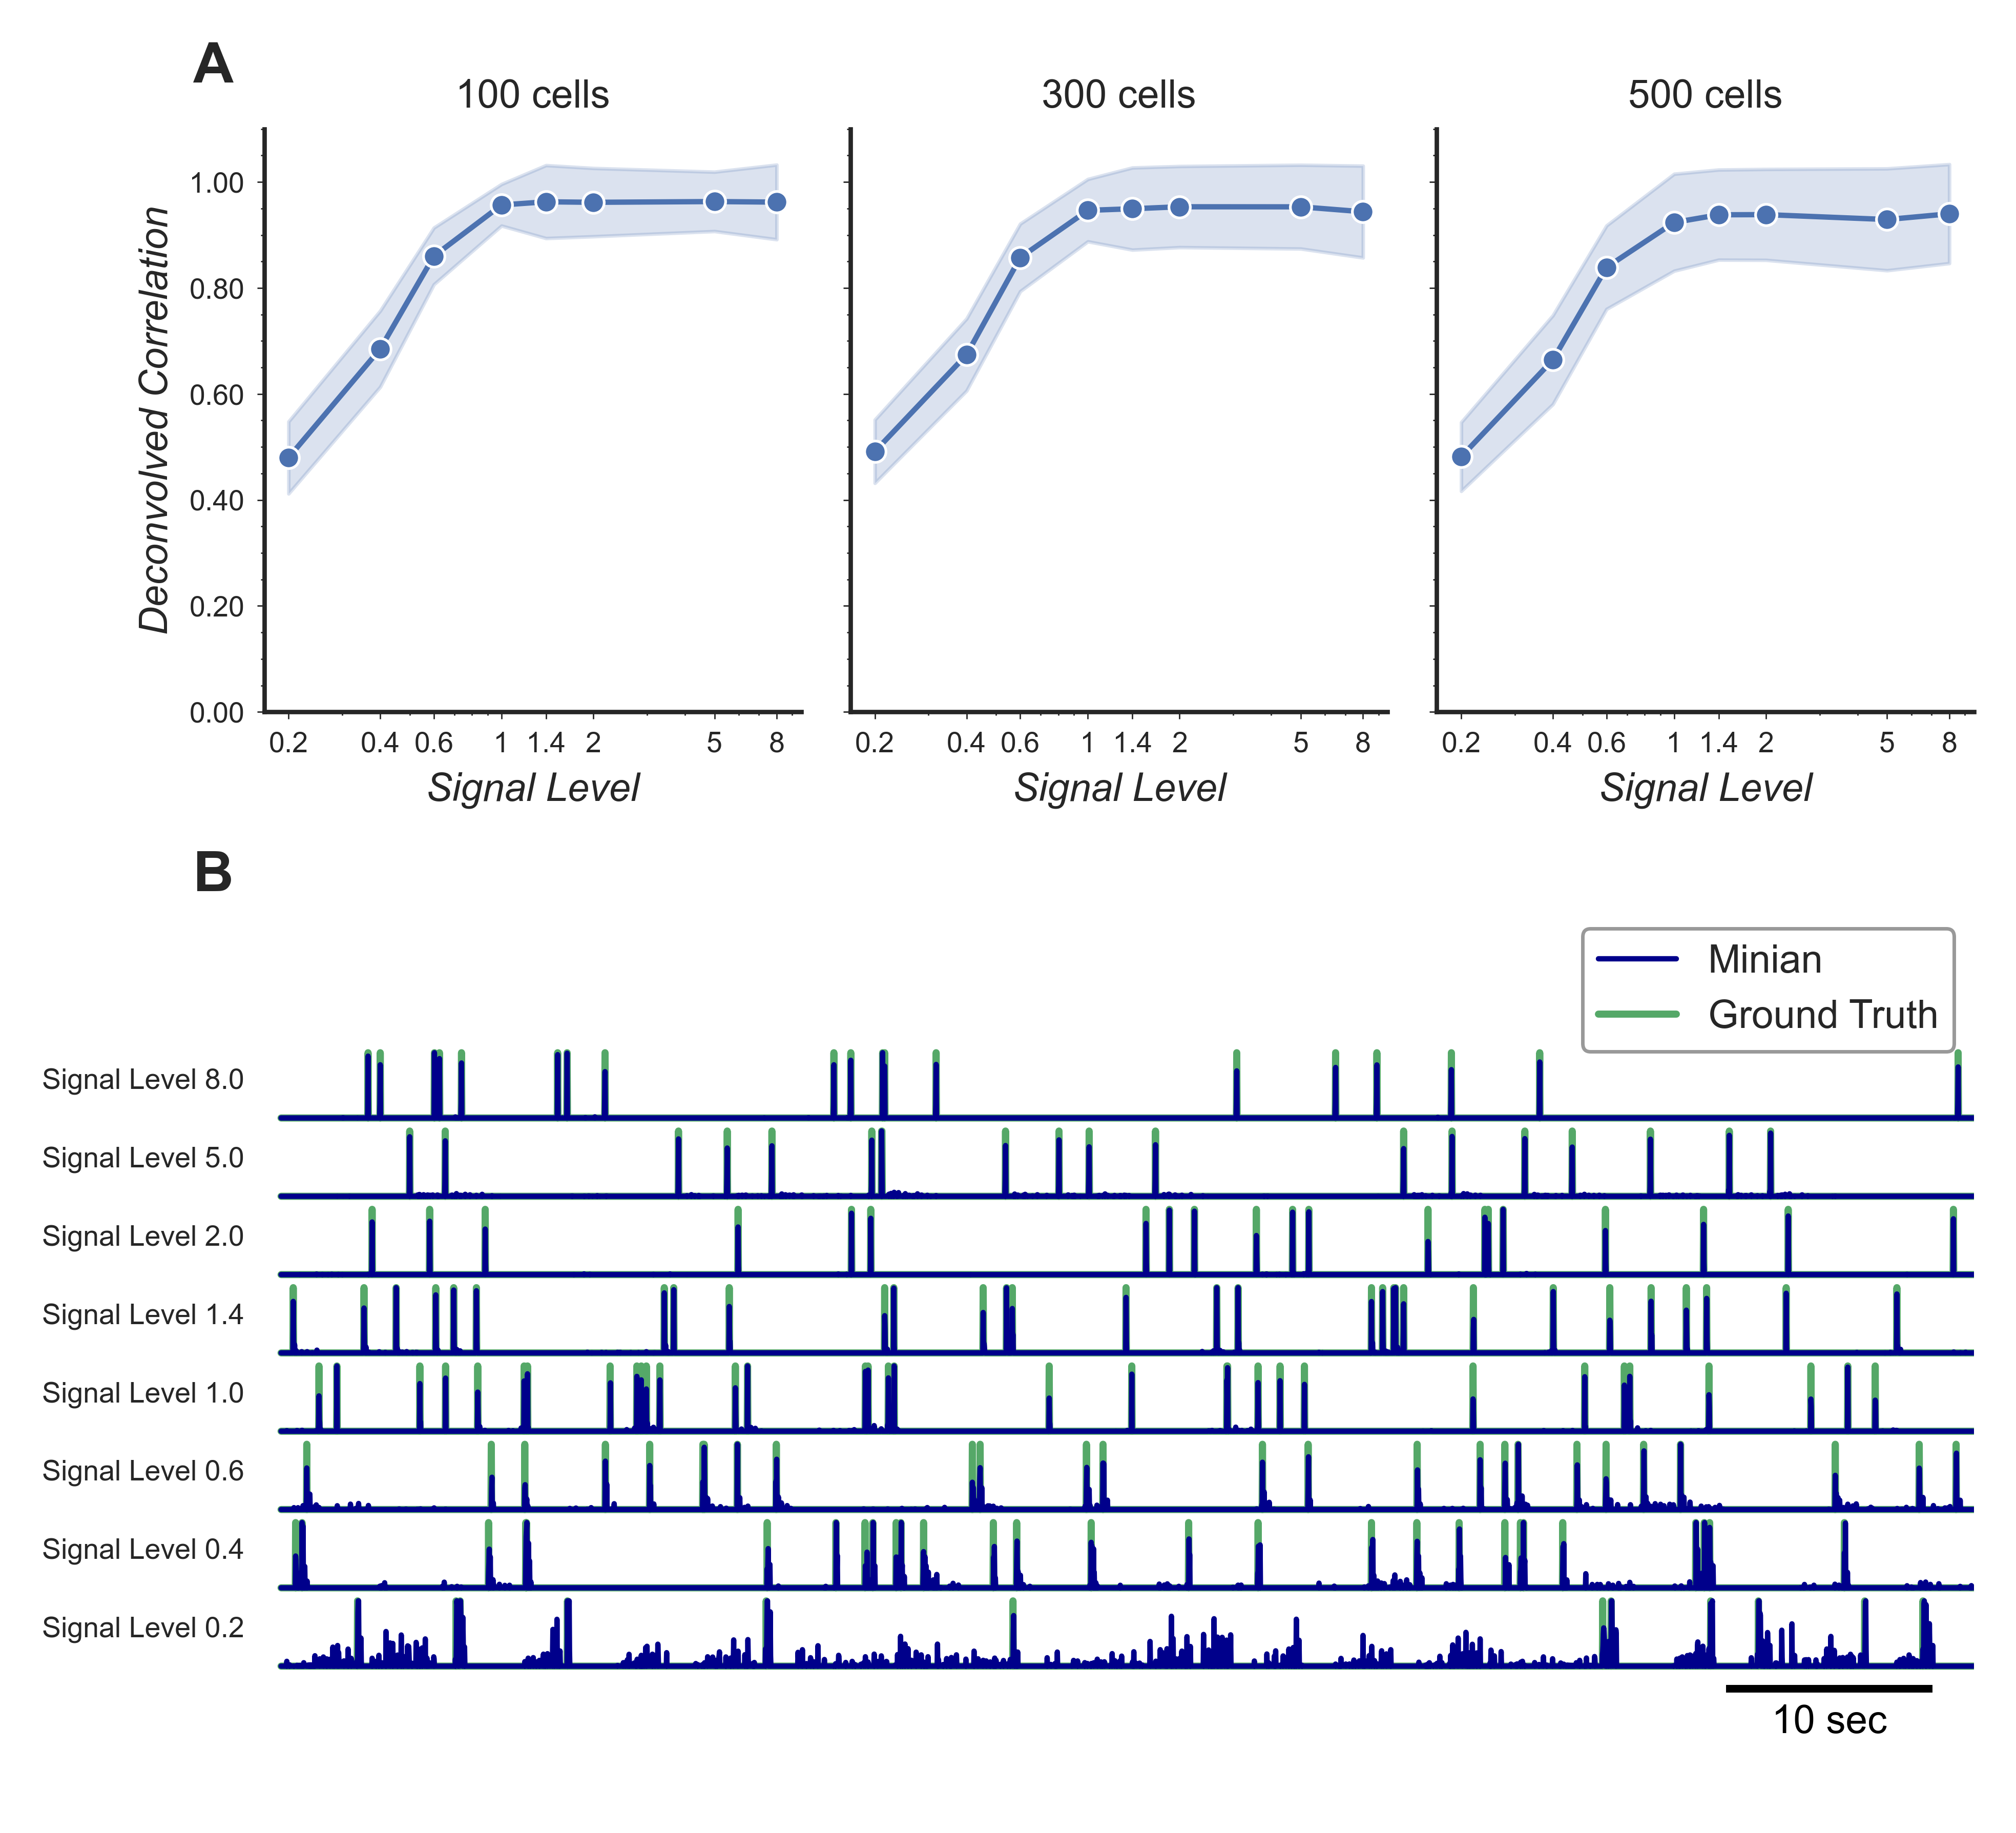 A
100 cells 300 cells 500 cells
Deconvolved Correlation
1.00
0.80
0.60
0.40
0.20
0.00
0.2 0.4 0.6 1 1.4 2 5 8 0.2 0.4 0.6 1 1.4 2 5 8 0.2 0.4 0.6 1 1.4 2 5 8
Signal Level Signal Level Signal Level
B
Minian
Ground Truth
Signal Level 8.0
Signal Level 5.0
Signal Level 2.0
Signal Level 1.4
Signal Level 1.0
Signal Level 0.6
Signal Level 0.4
Signal Level 0.2
10 sec